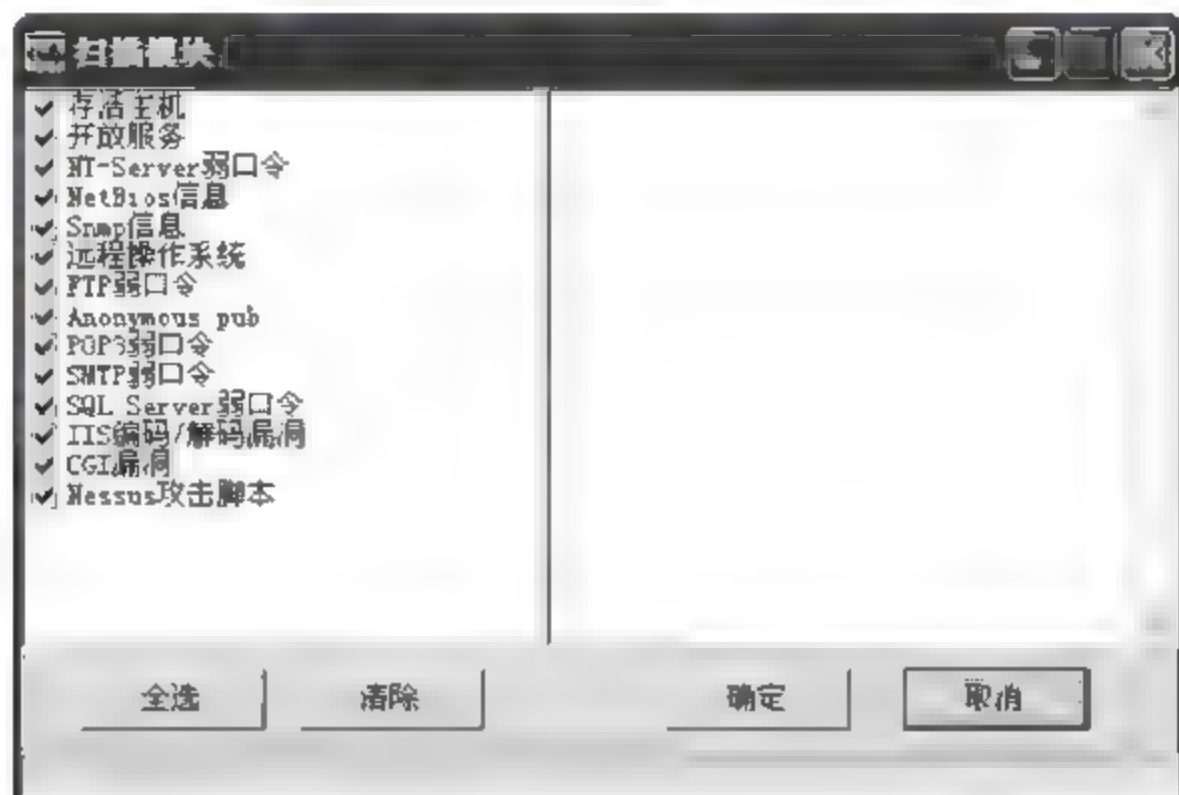 扫描模块
存活主机
开放服务
NT-Server弱口令
NetBios信息
Snmp信息
远程操作系统
FTP弱口令
Anonymous pub
POP3弱口令
SMTP弱口令
SQL Server弱口令
IIS编码/解码漏洞
CGI漏洞
Nessus攻击脚本
全选
清除
确定
取消